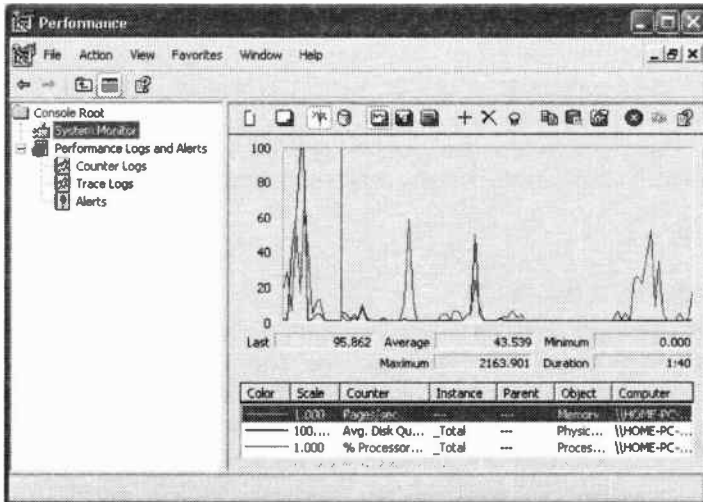 Performance
File Action View Favorites Window Help
Console Root
System Monitor
Performance Logs and Alerts
Counter Logs
Trace Logs
Alerts
100
80
60
40
20
0
Last 95.862 Average 43.539 Minimum 0.000
Maximum 2163.901 Duration 1:40
Color Scale Counter Instance Parent Object Computer
1.000 Pages/sec --- --- Memory \\HOME-PC-...
100.... Avg. Disk Qu... _Total --- Physic... \\HOME-PC-...
1.000 % Processor... _Total --- Proces... \\HOME-PC-...